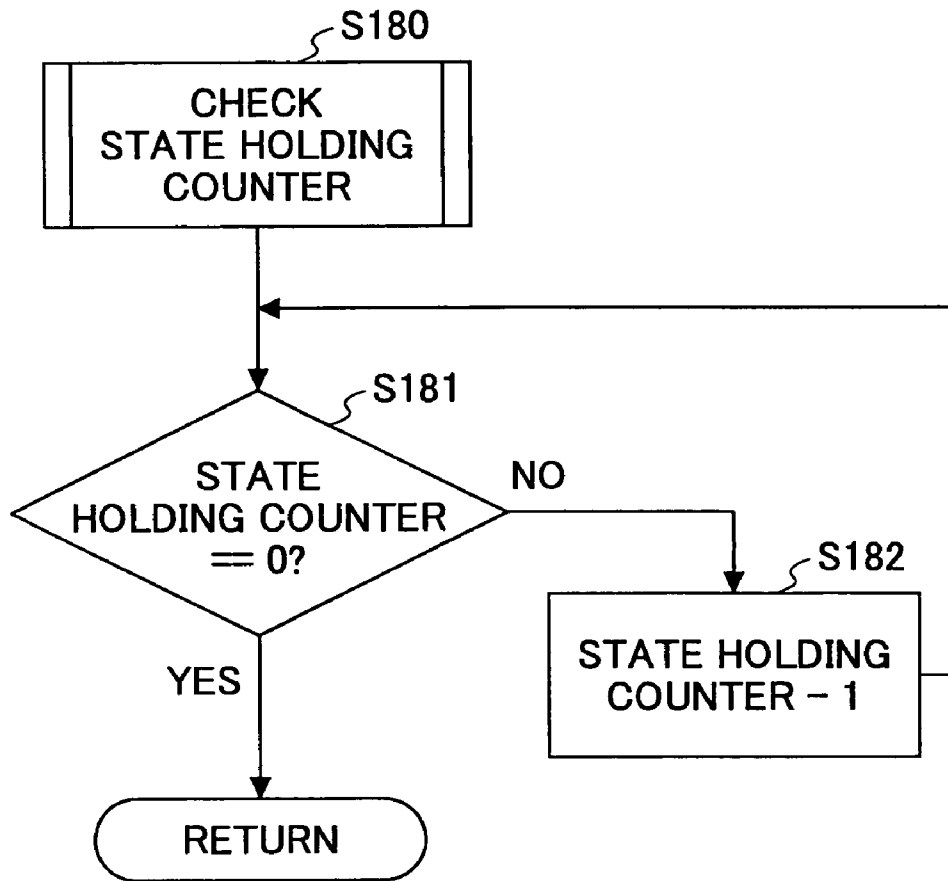 S180
CHECK
STATE HOLDING
COUNTER
S181
STATE
HOLDING COUNTER
== 0?
NO
S182
STATE HOLDING
COUNTER – 1
YES
RETURN